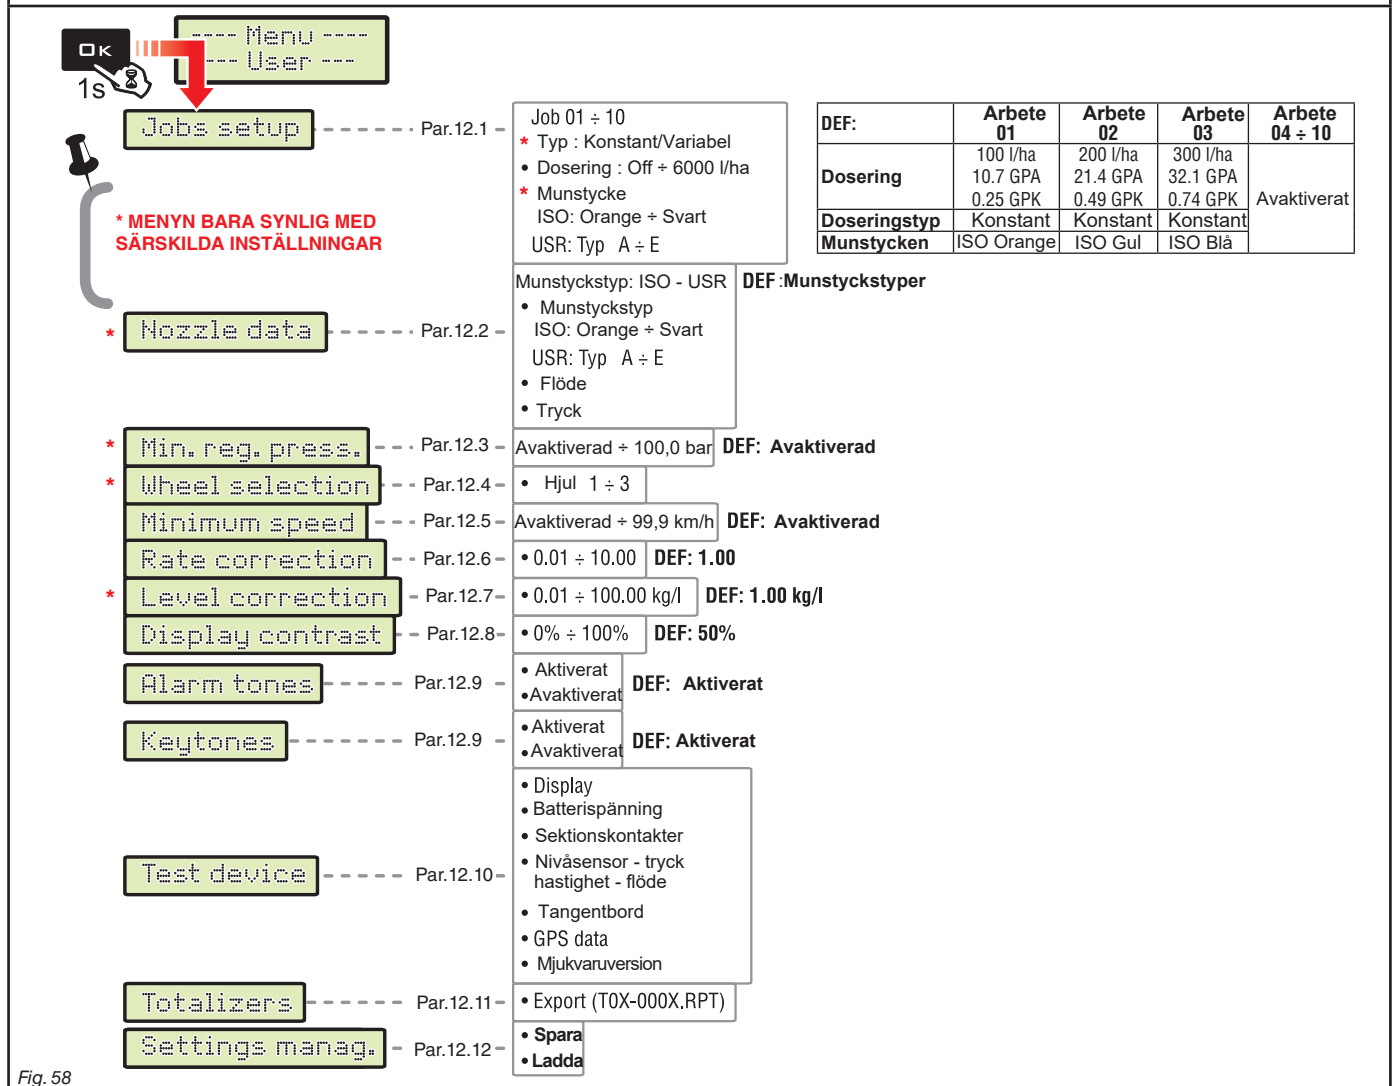 ---- Menu ----
--- User ---
OK
1s
Jobs setup
Par.12.1
Job 01 ÷ 10
* Typ : Konstant/Variabel
• Dosering : Off ÷ 6000 l/ha
* Munstycke
ISO: Orange ÷ Svart
USR: Typ A ÷ E
DEF: Arbete 01 Arbete 02 Arbete 03 Arbete 04 ÷ 10
Dosering 100 l/ha 200 l/ha 300 l/ha Avaktiverat
10.7 GPA 21.4 GPA 32.1 GPA
0.25 GPK 0.49 GPK 0.74 GPK
Doseringstyp Konstant Konstant Konstant
Munstycken ISO Orange ISO Gul ISO Blå
* MENYN BARA SYNLIG MED
SÄRSKILDA INSTÄLLNINGAR
* Nozzle data
Par.12.2
Munstyckstyp: ISO - USR
• Munstyckstyp
ISO: Orange ÷ Svart
USR: Typ A ÷ E
• Flöde
• Tryck
DEF :Munstyckstyper
* Min. reg. press. Par.12.3 Avaktiverad ÷ 100,0 bar DEF: Avaktiverad
* Wheel selection Par.12.4 • Hjul 1 ÷ 3
Minimum speed Par.12.5 Avaktiverad ÷ 99,9 km/h DEF: Avaktiverad
Rate correction Par.12.6 • 0.01 ÷ 10.00 DEF: 1.00
* Level correction Par.12.7 • 0.01 ÷ 100.00 kg/l DEF: 1.00 kg/l
Display contrast Par.12.8 • 0% ÷ 100% DEF: 50%
Alarm tones Par.12.9
• Aktiverat
• Avaktiverat
DEF: Aktiverat
Keytones Par.12.9
• Aktiverat
• Avaktiverat
DEF: Aktiverat
Test device Par.12.10
• Display
• Batterispänning
• Sektionskontakter
• Nivåsensor - tryck
hastighet - flöde
• Tangentbord
• GPS data
• Mjukvaruversion
Totalizers Par.12.11 • Export (T0X-000X.RPT)
Settings manag. Par.12.12
• Spara
• Ladda
Fig. 58